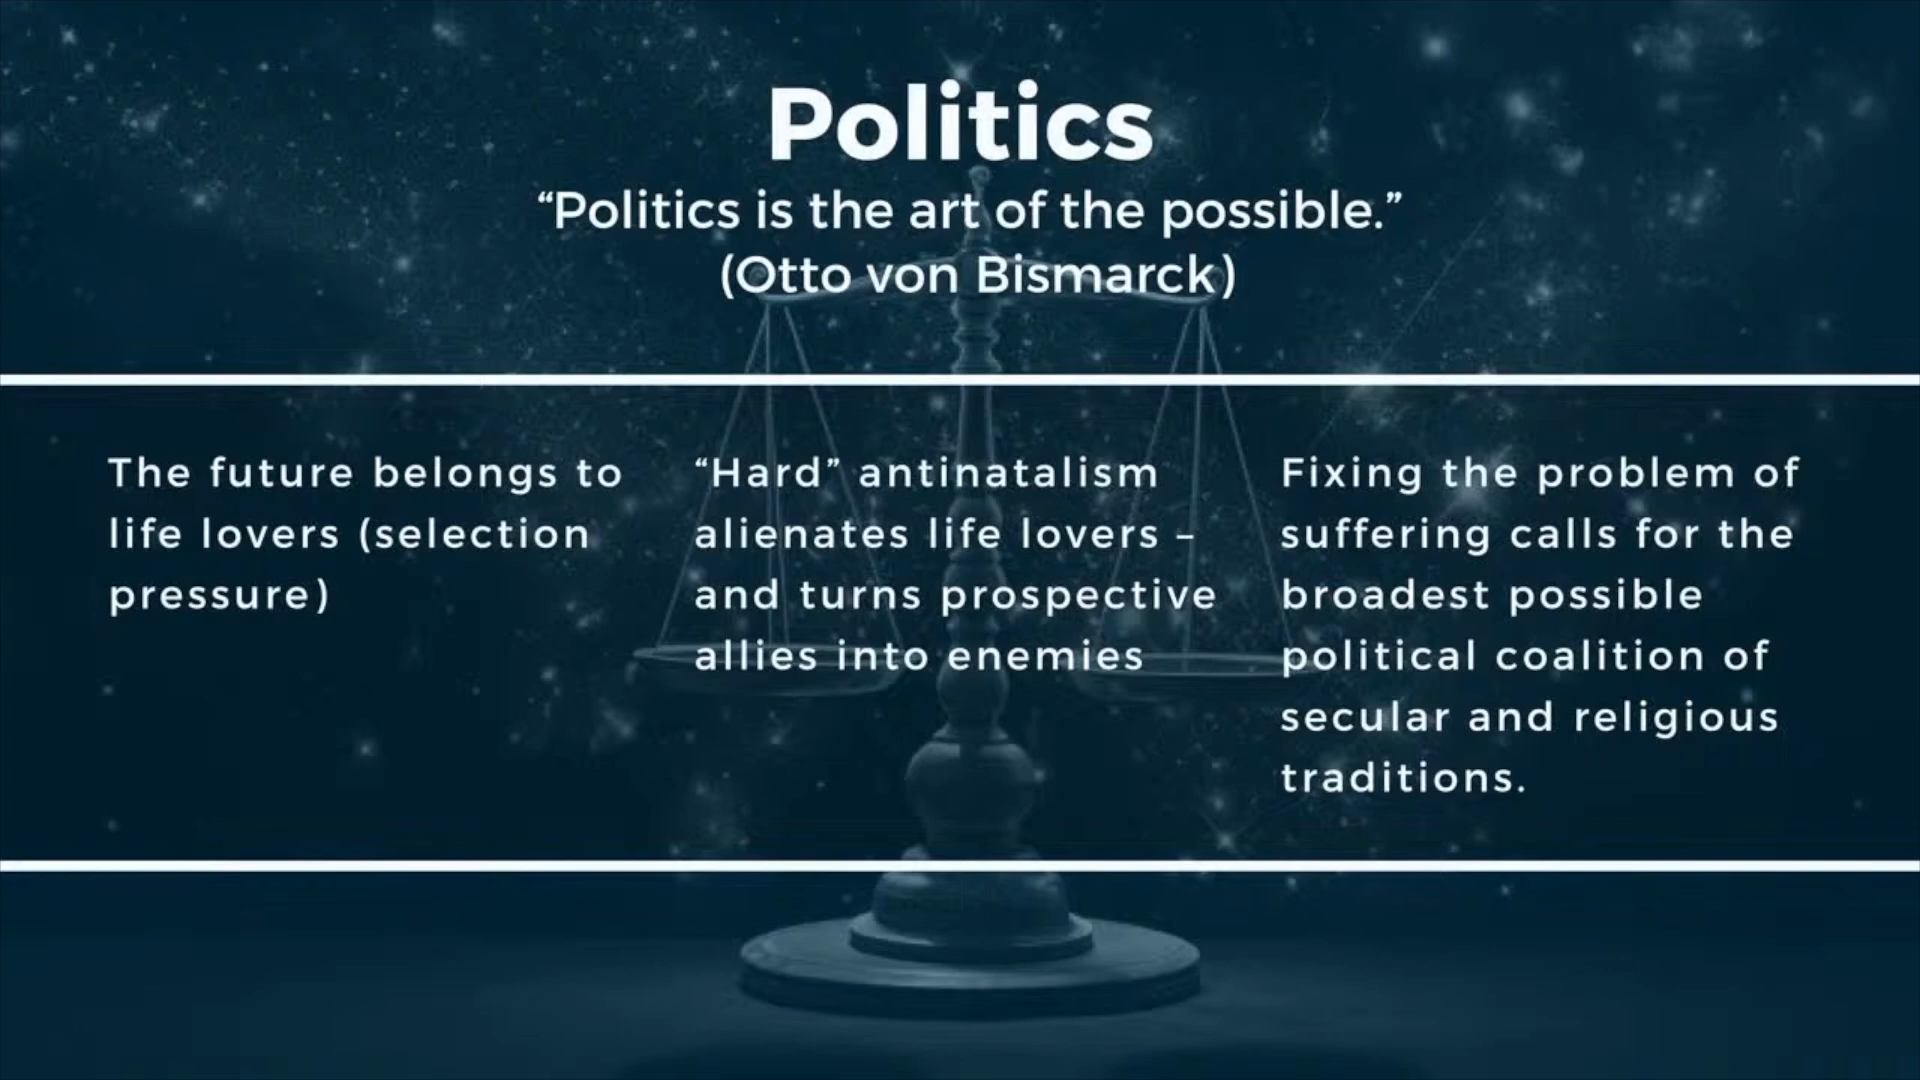 Politics
“Politics is the art of the possible.”
(Otto von Bismarck)
The future belongs to
life lovers (selection
pressure)
“Hard” antinatalism
alienates life lovers –
and turns prospective
allies into enemies
Fixing the problem of
suffering calls for the
broadest possible
political coalition of
secular and religious
traditions.